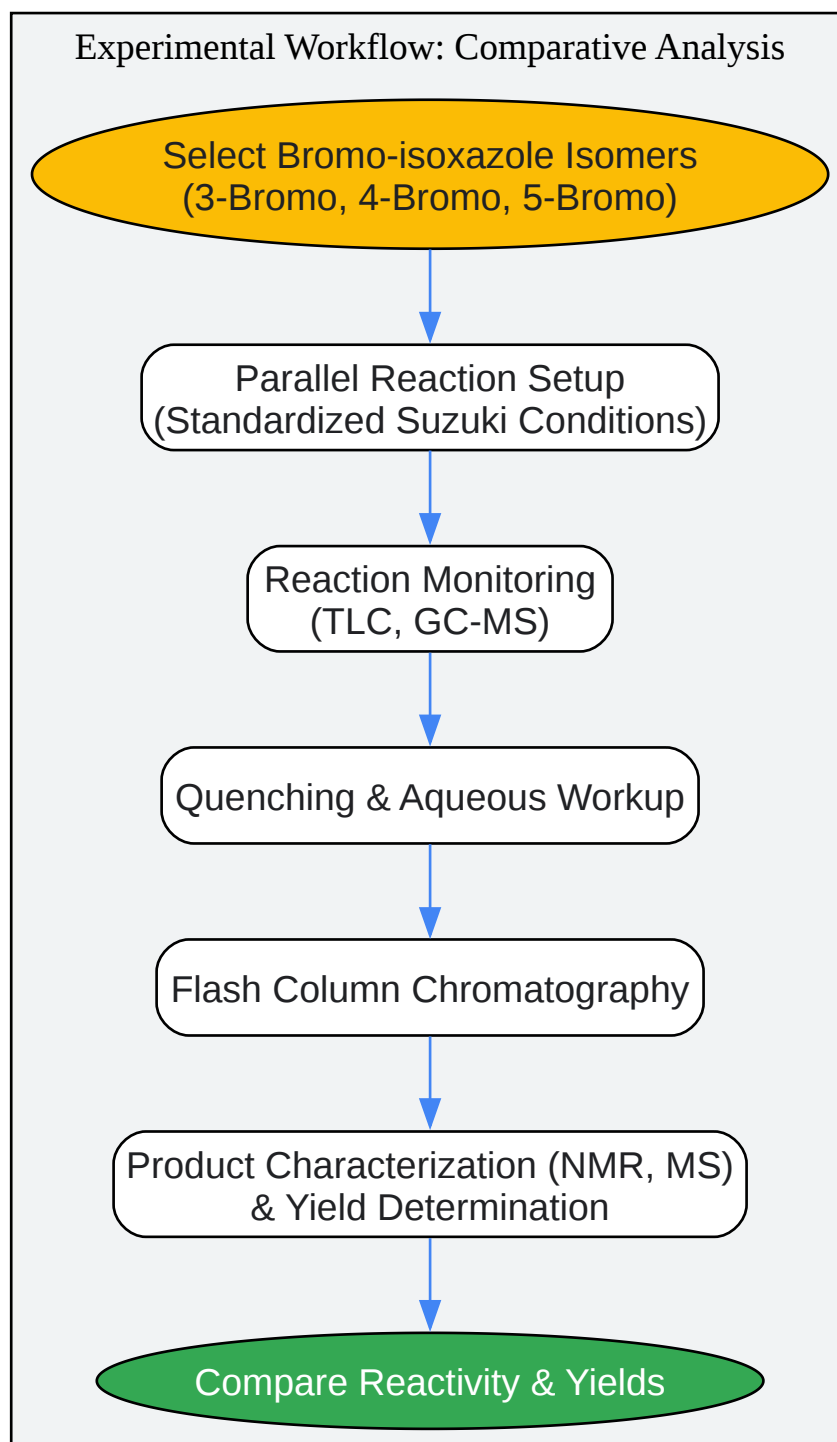 Experimental Workflow: Comparative Analysis
Select Bromo-isoxazole Isomers
(3-Bromo, 4-Bromo, 5-Bromo)
Parallel Reaction Setup
(Standardized Suzuki Conditions)
Reaction Monitoring
(TLC, GC-MS)
Quenching & Aqueous Workup
Flash Column Chromatography
Product Characterization (NMR, MS)
& Yield Determination
Compare Reactivity & Yields